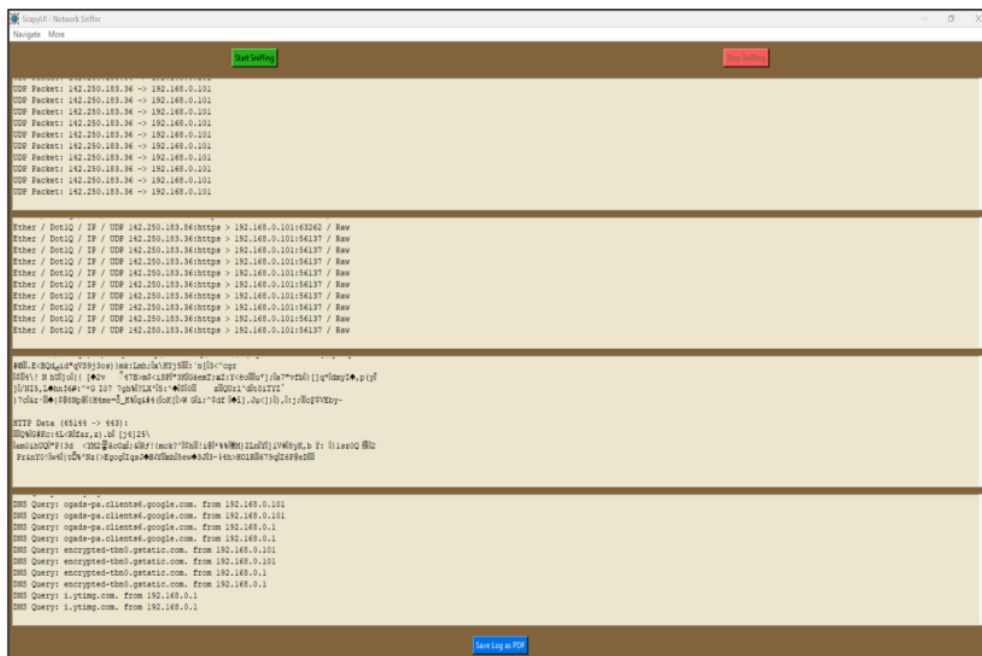 ScapyUI - Network Sniffer
Navigate More
Start Sniffing
Stop Sniffing
UDP Packet: 142.250.183.36 -> 192.168.0.101
UDP Packet: 142.250.183.36 -> 192.168.0.101
UDP Packet: 142.250.183.36 -> 192.168.0.101
UDP Packet: 142.250.183.36 -> 192.168.0.101
UDP Packet: 142.250.183.36 -> 192.168.0.101
UDP Packet: 142.250.183.36 -> 192.168.0.101
UDP Packet: 142.250.183.36 -> 192.168.0.101
UDP Packet: 142.250.183.36 -> 192.168.0.101
UDP Packet: 142.250.183.36 -> 192.168.0.101
UDP Packet: 142.250.183.36 -> 192.168.0.101
Ether / Dot1Q / IP / UDP 142.250.183.86:https > 192.168.0.101:63262 / Raw
Ether / Dot1Q / IP / UDP 142.250.183.36:https > 192.168.0.101:56137 / Raw
Ether / Dot1Q / IP / UDP 142.250.183.36:https > 192.168.0.101:56137 / Raw
Ether / Dot1Q / IP / UDP 142.250.183.36:https > 192.168.0.101:56137 / Raw
Ether / Dot1Q / IP / UDP 142.250.183.36:https > 192.168.0.101:56137 / Raw
Ether / Dot1Q / IP / UDP 142.250.183.36:https > 192.168.0.101:56137 / Raw
Ether / Dot1Q / IP / UDP 142.250.183.36:https > 192.168.0.101:56137 / Raw
Ether / Dot1Q / IP / UDP 142.250.183.36:https > 192.168.0.101:56137 / Raw
Ether / Dot1Q / IP / UDP 142.250.183.36:https > 192.168.0.101:56137 / Raw
Ether / Dot1Q / IP / UDP 142.250.183.36:https > 192.168.0.101:56137 / Raw
HTTP Data (65144 -> 443):
DNS Query: ogads-pa.clients6.google.com. from 192.168.0.101
DNS Query: ogads-pa.clients6.google.com. from 192.168.0.101
DNS Query: ogads-pa.clients6.google.com. from 192.168.0.1
DNS Query: ogads-pa.clients6.google.com. from 192.168.0.1
DNS Query: encrypted-tbn0.gstatic.com. from 192.168.0.101
DNS Query: encrypted-tbn0.gstatic.com. from 192.168.0.101
DNS Query: encrypted-tbn0.gstatic.com. from 192.168.0.1
DNS Query: encrypted-tbn0.gstatic.com. from 192.168.0.1
DNS Query: i.ytimg.com. from 192.168.0.1
DNS Query: i.ytimg.com. from 192.168.0.1
Save Log as PDF